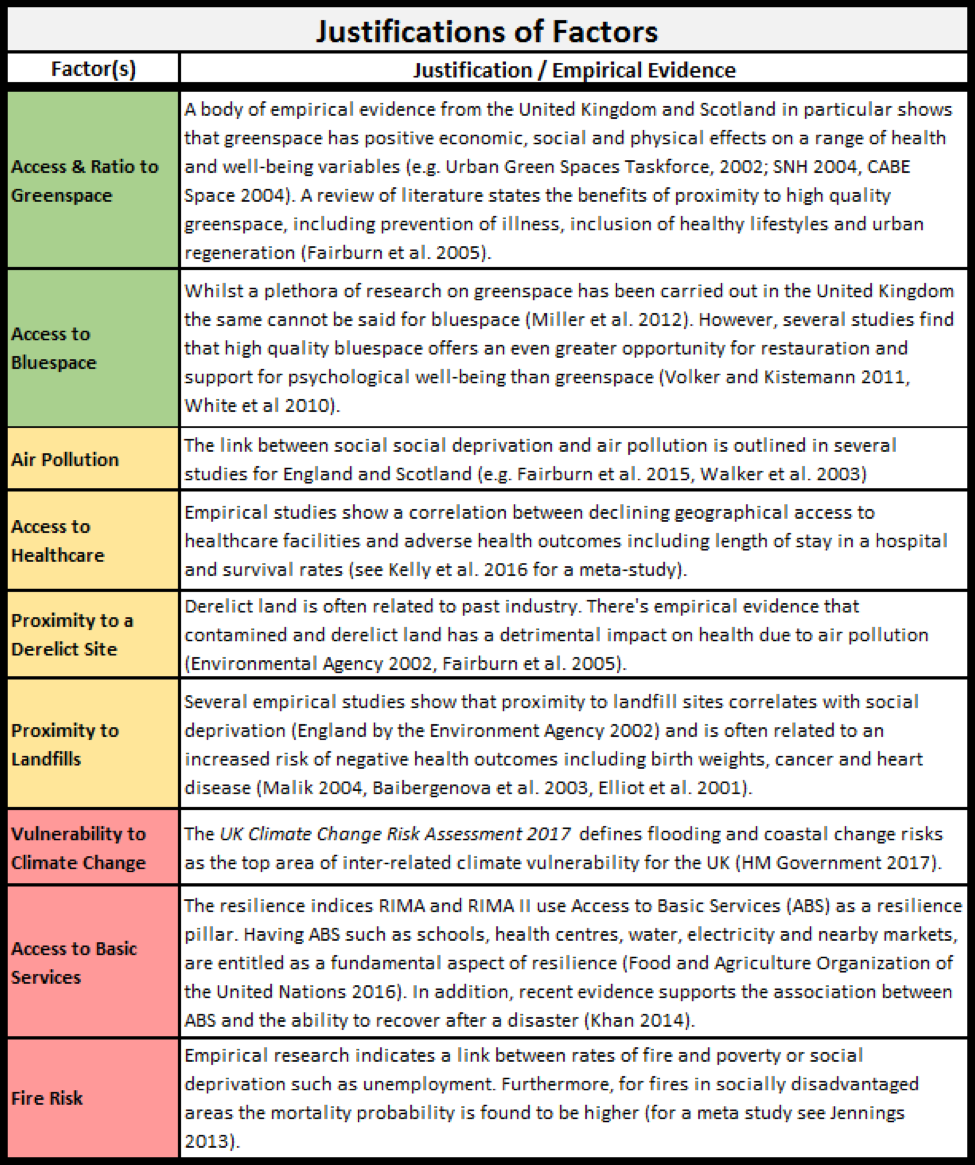 Justifications of Factors
Factor(s)
Justification / Empirical Evidence
Access & Ratio to
Greenspace
A body of empirical evidence from the United Kingdom and Scotland in particular shows
that greenspace has positive economic, social and physical effects on a range of health
and well-being variables (e.g. Urban Green Spaces Taskforce, 2002; SNH 2004, CABE
Space 2004). A review of literature states the benefits of proximity to high quality
greenspace, including prevention of illness, inclusion of healthy lifestyles and urban
regeneration (Fairburn et al. 2005).
Access to
Bluespace
Whilst a plethora of research on greenspace has been carried out in the United Kingdom
the same cannot be said for bluespace (Miller et al. 2012). However, several studies find
that high quality bluespace offers an even greater opportunity for restauration and
support for psychological well-being than greenspace (Volker and Kistemann 2011,
White et al 2010).
Air Pollution
The link between social social deprivation and air pollution is outlined in several
studies for England and Scotland (e.g. Fairburn et al. 2015, Walker et al. 2003)
Access to
Healthcare
Empirical studies show a correlation between declining geographical access to
healthcare facilities and adverse health outcomes including length of stay in a hospital
and survival rates (see Kelly et al. 2016 for a meta-study).
Proximity to a
Derelict Site
Derelict land is often related to past industry. There's empirical evidence that
contamined and derelict land has a detrimental impact on health due to air pollution
(Environmental Agency 2002, Fairburn et al. 2005).
Proximity to
Landfills
Several empirical studies show that proximity to landfill sites correlates with social
deprivation (England by the Environment Agency 2002) and is often related to an
increased risk of negative health outcomes including birth weights, cancer and heart
disease (Malik 2004, Baibergenova et al. 2003, Elliot et al. 2001).
Vulnerability to
Climate Change
The UK Climate Change Risk Assessment 2017 defines flooding and coastal change risks
as the top area of inter-related climate vulnerability for the UK (HM Government 2017).
Access to Basic
Services
The resilience indices RIMA and RIMA II use Access to Basic Services (ABS) as a resilience
pillar. Having ABS such as schools, health centres, water, electricity and nearby markets,
are entitled as a fundamental aspect of resilience (Food and Agriculture Organization of
the United Nations 2016). In addition, recent evidence supports the association between
ABS and the ability to recover after a disaster (Khan 2014).
Fire Risk
Empirical research indicates a link between rates of fire and poverty or social
deprivation such as unemployment. Furthermore, for fires in socially disadvantaged
areas the mortality probability is found to be higher (for a meta study see Jennings
2013).